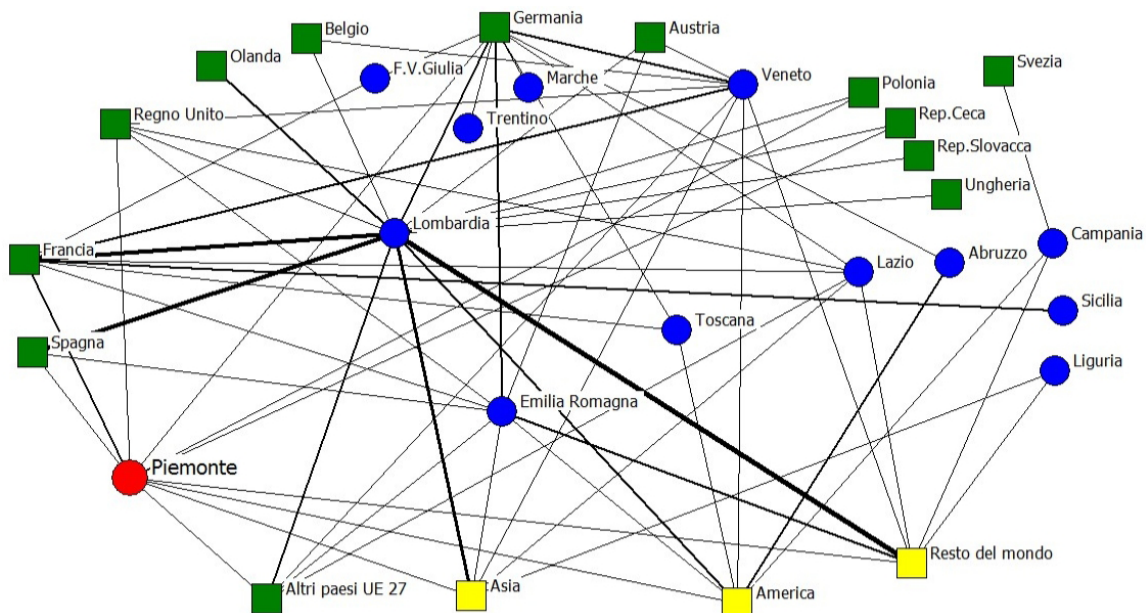 Germania
Belgio
Austria
Olanda
F.V.Giulia
Marche
Veneto
Svezia
Polonia
Regno Unito
Trentino
Rep.Ceca
Rep.Slovacca
Ungheria
Lombardia
Francia
Lazio
Abruzzo
Campania
Sicilia
Toscana
Spagna
Liguria
Emilia Romagna
Piemonte
Resto del mondo
Altri paesi UE 27
Asia
America